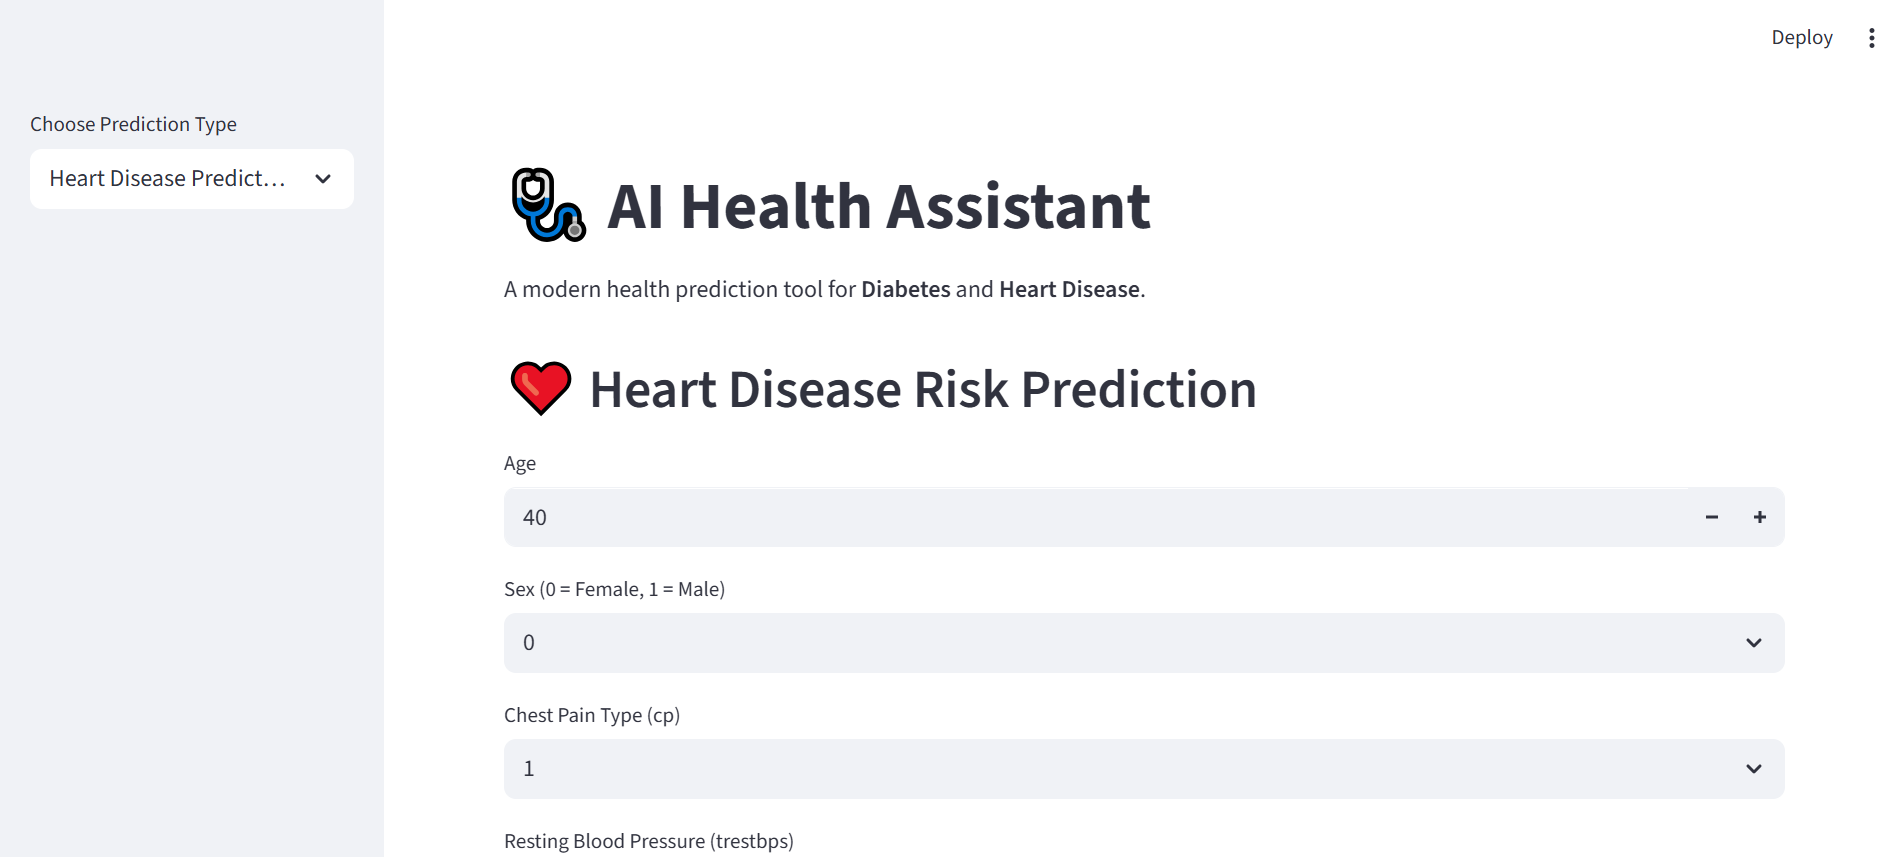 Deploy
Choose Prediction Type
Heart Disease Predict...
AI Health Assistant
A modern health prediction tool for Diabetes and Heart Disease.
Heart Disease Risk Prediction
Age
40
Sex (0 = Female, 1 = Male)
0
Chest Pain Type (cp)
1
Resting Blood Pressure (trestbps)